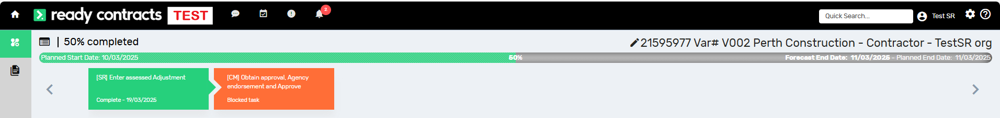 ready contracts TEST 2 Quick Search... Test SR
50% completed
21595977 Var# V002 Perth Construction - Contractor - TestSR org
Planned Start Date: 10/03/2025 50% Forecast End Date: 11/03/2025 - Planned End Date: 11/03/2025
[SR] Enter assessed Adjustment
Complete - 19/03/2025
[CM] Obtain approval, Agency
endorsement and Approve
Blocked task